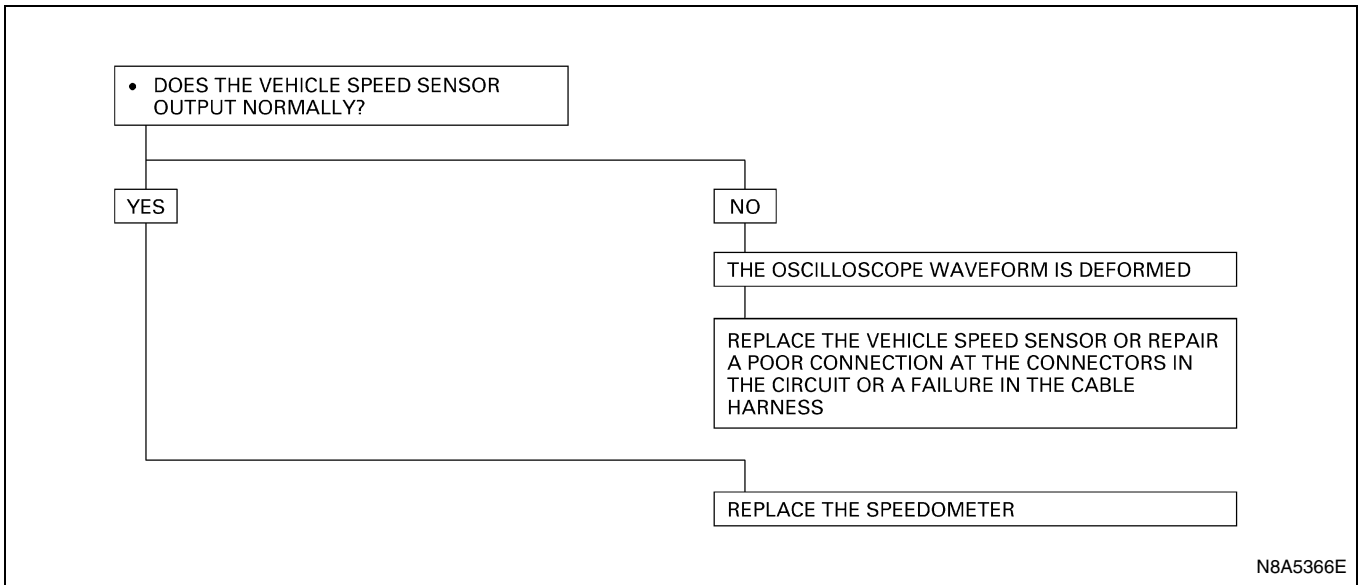 • DOES THE VEHICLE SPEED SENSOR
OUTPUT NORMALLY?
YES
NO
THE OSCILLOSCOPE WAVEFORM IS DEFORMED
REPLACE THE VEHICLE SPEED SENSOR OR REPAIR
A POOR CONNECTION AT THE CONNECTORS IN
THE CIRCUIT OR A FAILURE IN THE CABLE
HARNESS
REPLACE THE SPEEDOMETER
N8A5366E